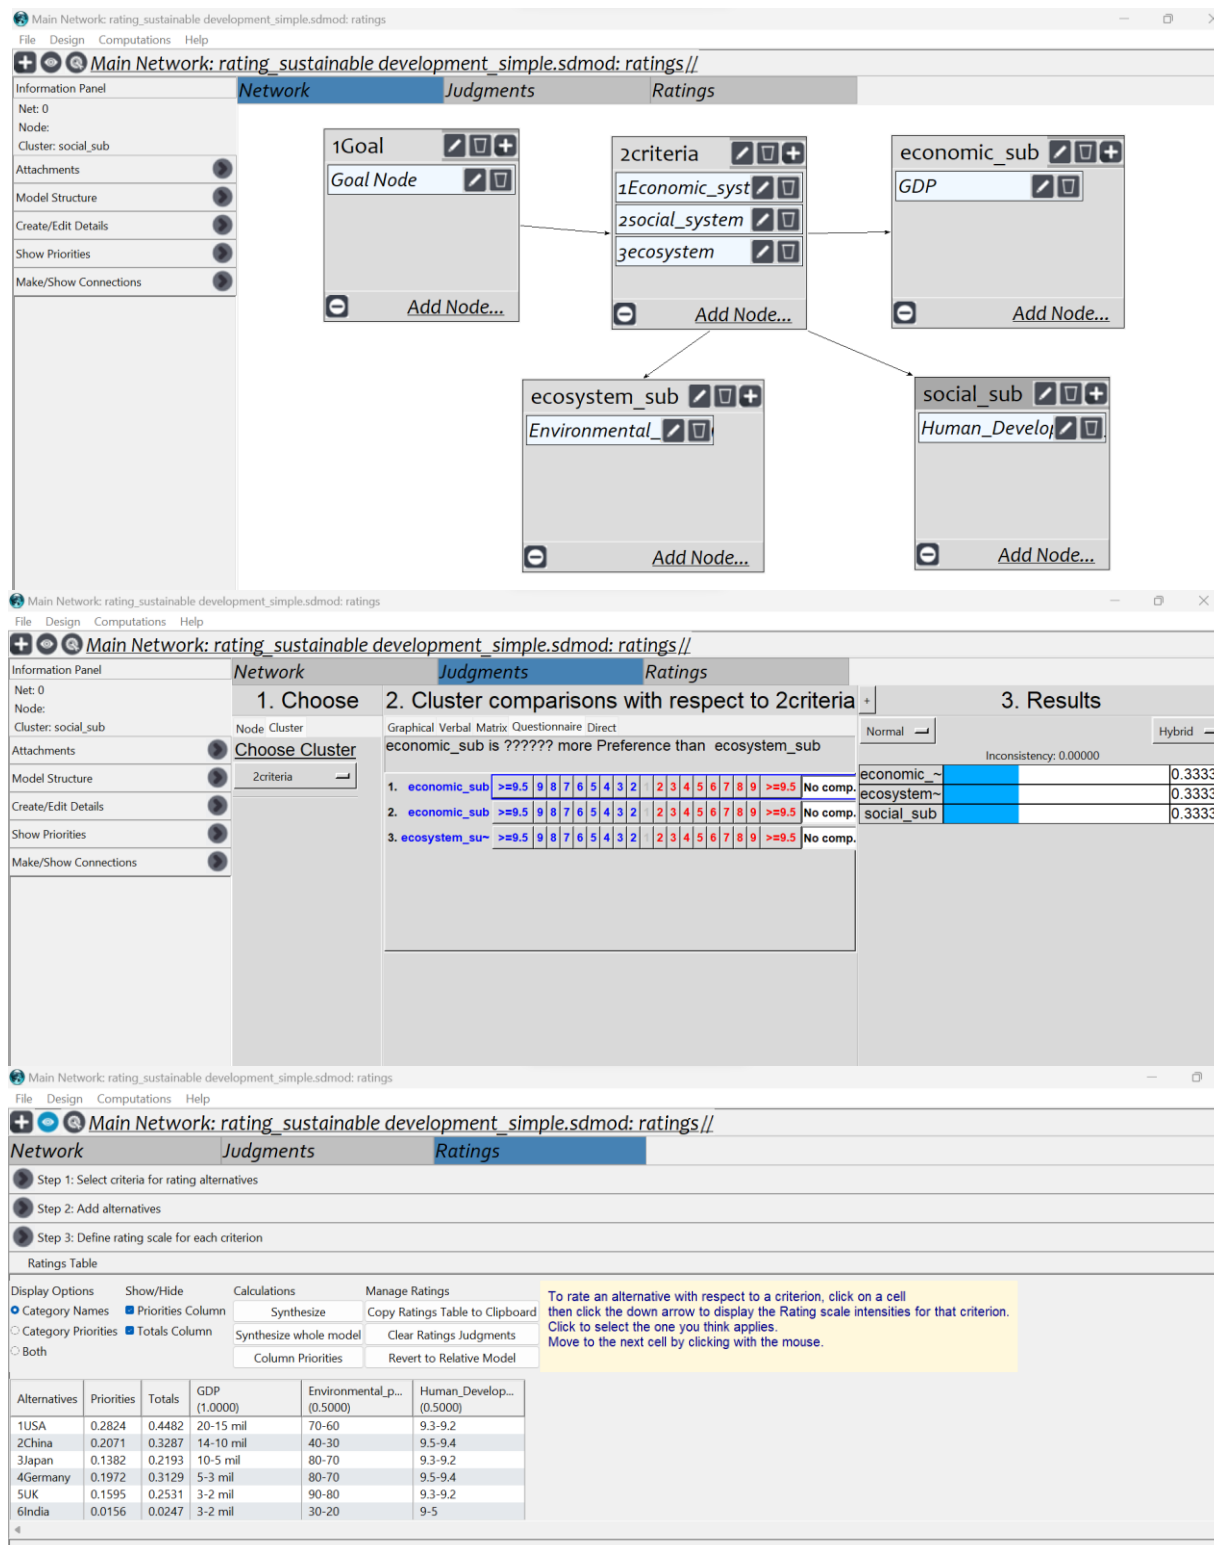 Main Network: rating_sustainable development_simple.sdmod: ratings
File Design Computations Help
Main Network: rating_sustainable development_simple.sdmod: ratings//
Information Panel
Network Judgments Ratings
Net: 0
Node:
Cluster: social_sub
Attachments
Model Structure
Create/Edit Details
Show Priorities
Make/Show Connections
1Goal
Goal Node
Add Node...
2criteria
1Economic_syst
2social_system
3ecosystem
Add Node...
economic_sub
GDP
Add Node...
ecosystem_sub
Environmental_
Add Node...
social_sub
Human_Develop
Add Node...
Main Network: rating_sustainable development_simple.sdmod: ratings
File Design Computations Help
Main Network: rating_sustainable development_simple.sdmod: ratings//
Information Panel
Network Judgments Ratings
Net: 0
Node:
Cluster: social_sub
Attachments
Model Structure
Create/Edit Details
Show Priorities
Make/Show Connections
1. Choose
Node Cluster
Choose Cluster
2criteria
2. Cluster comparisons with respect to 2criteria
Graphical Verbal Matrix Questionnaire Direct
economic_sub is ?????? more Preference than ecosystem_sub
1. economic_sub >=9.5 9 8 7 6 5 4 3 2 1 2 3 4 5 6 7 8 9 >=9.5 No comp.
2. economic_sub >=9.5 9 8 7 6 5 4 3 2 1 2 3 4 5 6 7 8 9 >=9.5 No comp.
3. ecosystem_su~ >=9.5 9 8 7 6 5 4 3 2 1 2 3 4 5 6 7 8 9 >=9.5 No comp.
+ 3. Results
Normal Hybrid
Inconsistency: 0.00000
economic_~ 0.3333
ecosystem~ 0.3333
social_sub 0.3333
Main Network: rating_sustainable development_simple.sdmod: ratings
File Design Computations Help
Main Network: rating_sustainable development_simple.sdmod: ratings//
Network Judgments Ratings
Step 1: Select criteria for rating alternatives
Step 2: Add alternatives
Step 3: Define rating scale for each criterion
Ratings Table
Display Options Show/Hide Calculations Manage Ratings
Category Names Priorities Column Synthesize Copy Ratings Table to Clipboard
Category Priorities Totals Column Synthesize whole model Clear Ratings Judgments
Both Column Priorities Revert to Relative Model
To rate an alternative with respect to a criterion, click on a cell
then click the down arrow to display the Rating scale intensities for that criterion.
Click to select the one you think applies.
Move to the next cell by clicking with the mouse.
Alternatives Priorities Totals GDP (1.0000) Environmental_p... (0.5000) Human_Develop... (0.5000)
1USA 0.2824 0.4482 20-15 mil 70-60 9.3-9.2
2China 0.2071 0.3287 14-10 mil 40-30 9.5-9.4
3Japan 0.1382 0.2193 10-5 mil 80-70 9.3-9.2
4Germany 0.1972 0.3129 5-3 mil 80-70 9.5-9.4
5UK 0.1595 0.2531 3-2 mil 90-80 9.3-9.2
6India 0.0156 0.0247 3-2 mil 30-20 9-5